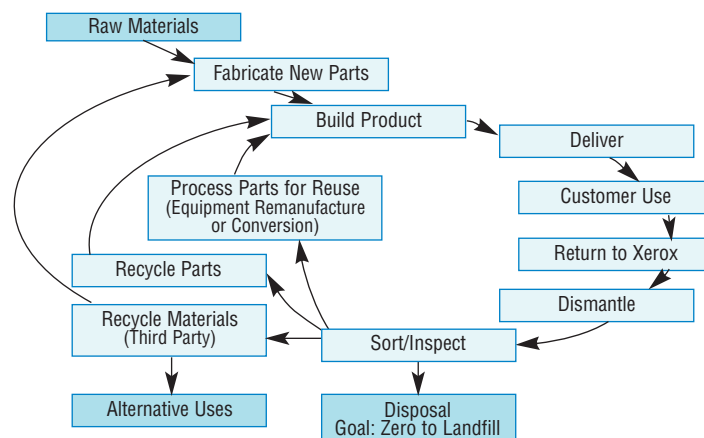 Raw Materials
Fabricate New Parts
Build Product
Deliver
Process Parts for Reuse
(Equipment Remanufacture
or Conversion)
Customer Use
Return to Xerox
Recycle Parts
Dismantle
Recycle Materials
(Third Party)
Sort/Inspect
Alternative Uses
Disposal
Goal: Zero to Landfill